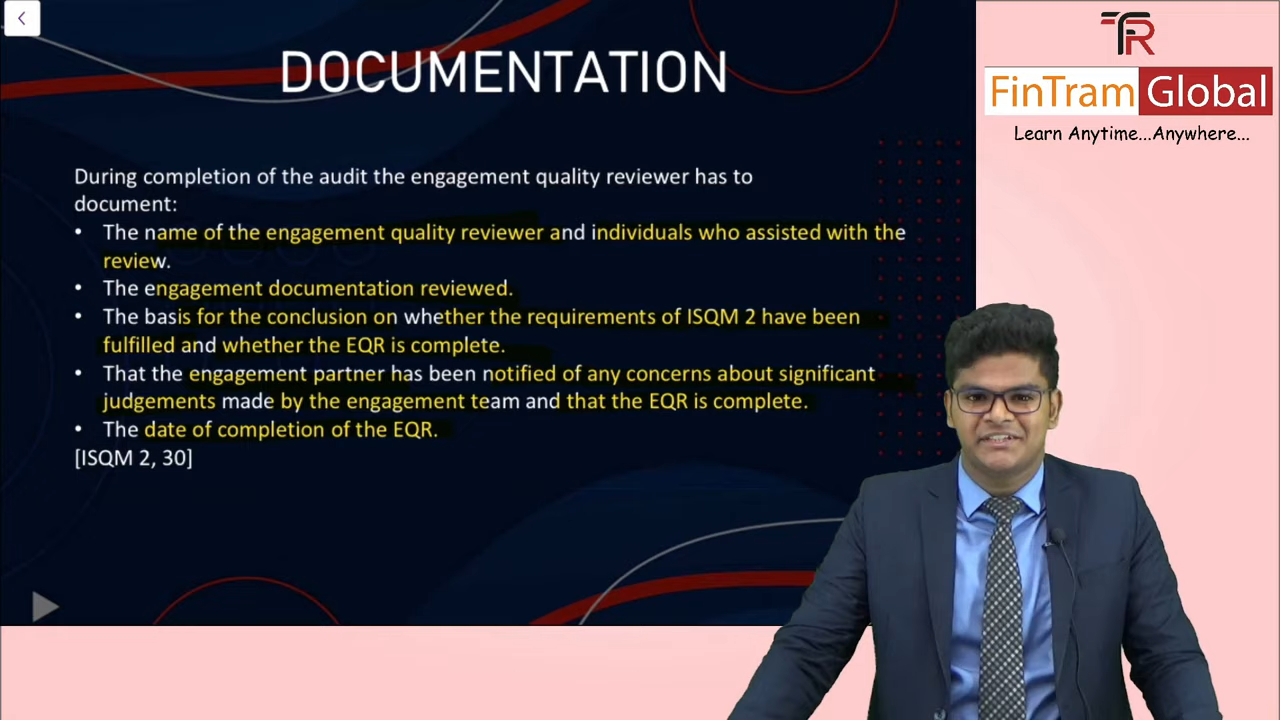 DOCUMENTATION
During completion of the audit the engagement quality reviewer has to
document:
• The name of the engagement quality reviewer and individuals who assisted with the
review.
• The engagement documentation reviewed.
• The basis for the conclusion on whether the requirements of ISQM 2 have been
fulfilled and whether the EQR is complete.
• That the engagement partner has been notified of any concerns about significant
judgements made by the engagement team and that the EQR is complete.
• The date of completion of the EQR.
[ISQM 2, 30]
FR
FinTram Global
Learn Anytime...Anywhere...